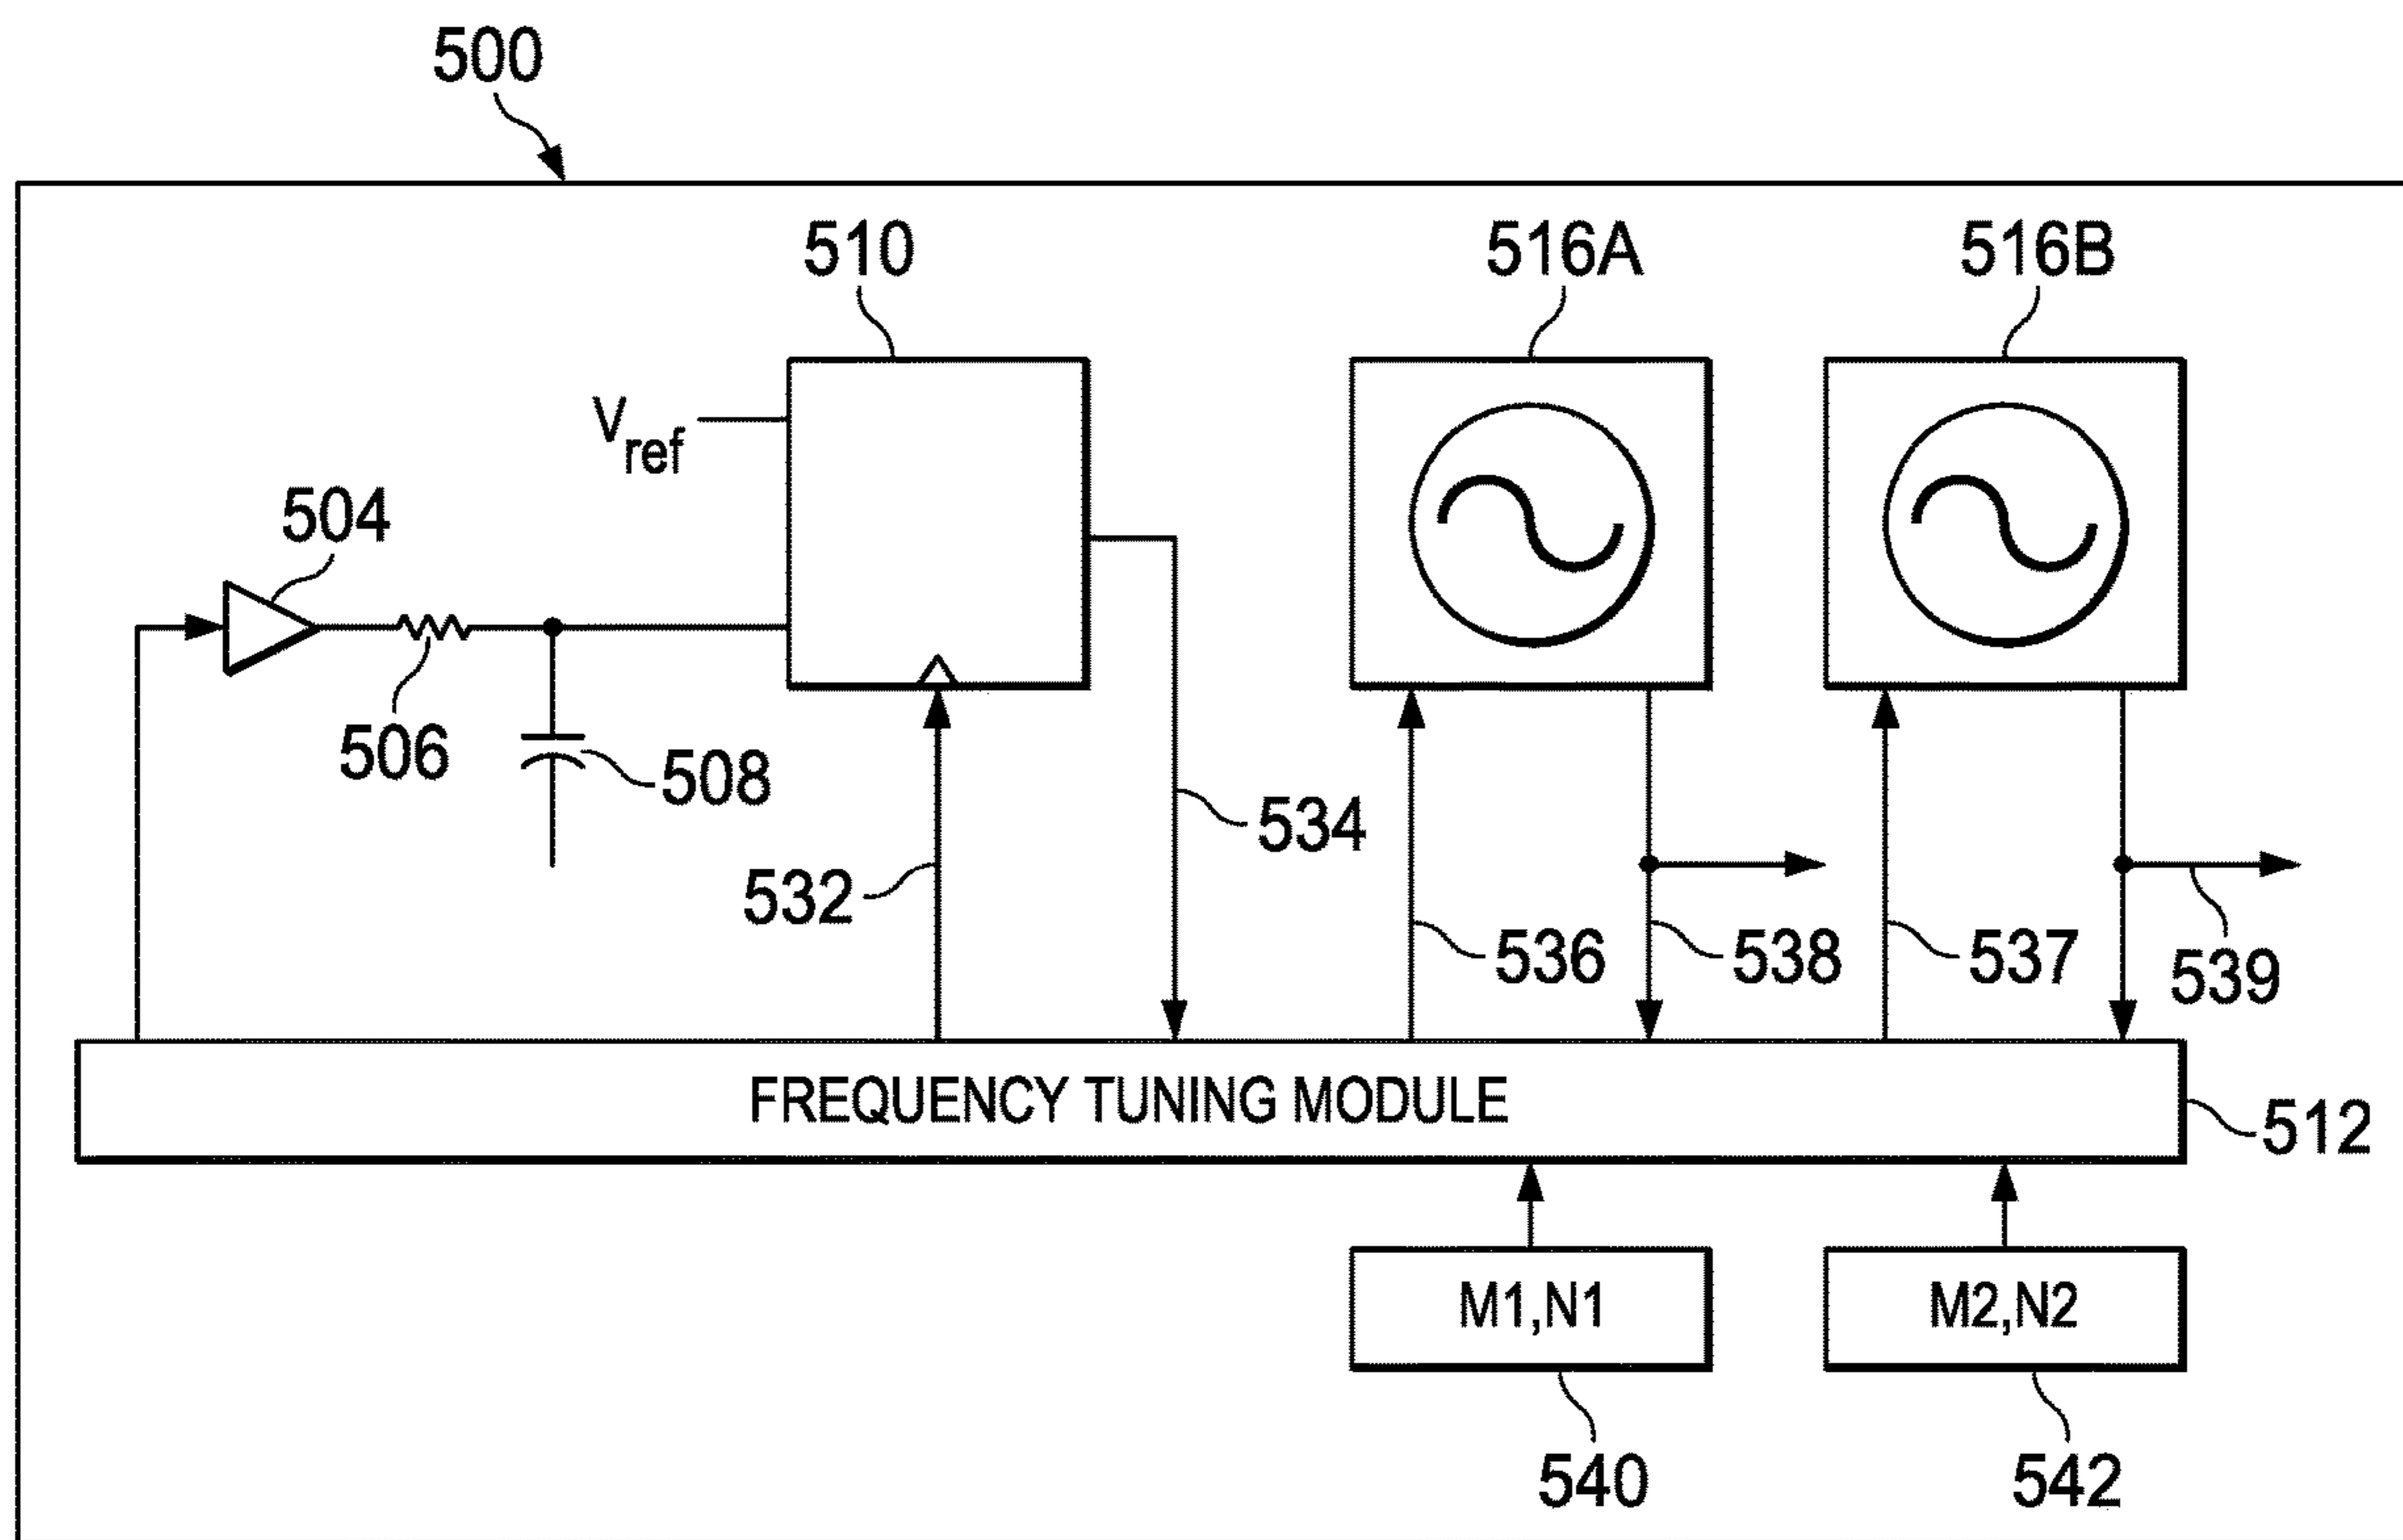 500
510
516A
516B
Vref
504
506
508
534
532
536
538
537
539
FREQUENCY TUNING MODULE
512
M1,N1
M2,N2
540
542